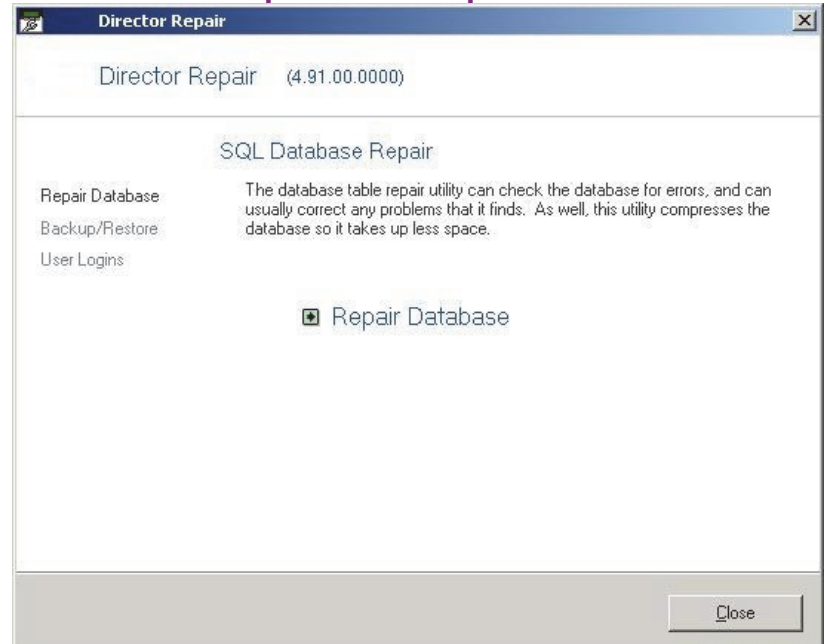 Director Repair
Director Repair (4.91.00.0000)
SQL Database Repair
Repair Database
Backup/Restore
User Logins
The database table repair utility can check the database for errors, and can
usually correct any problems that it finds. As well, this utility compresses the
database so it takes up less space.
Repair Database
Close